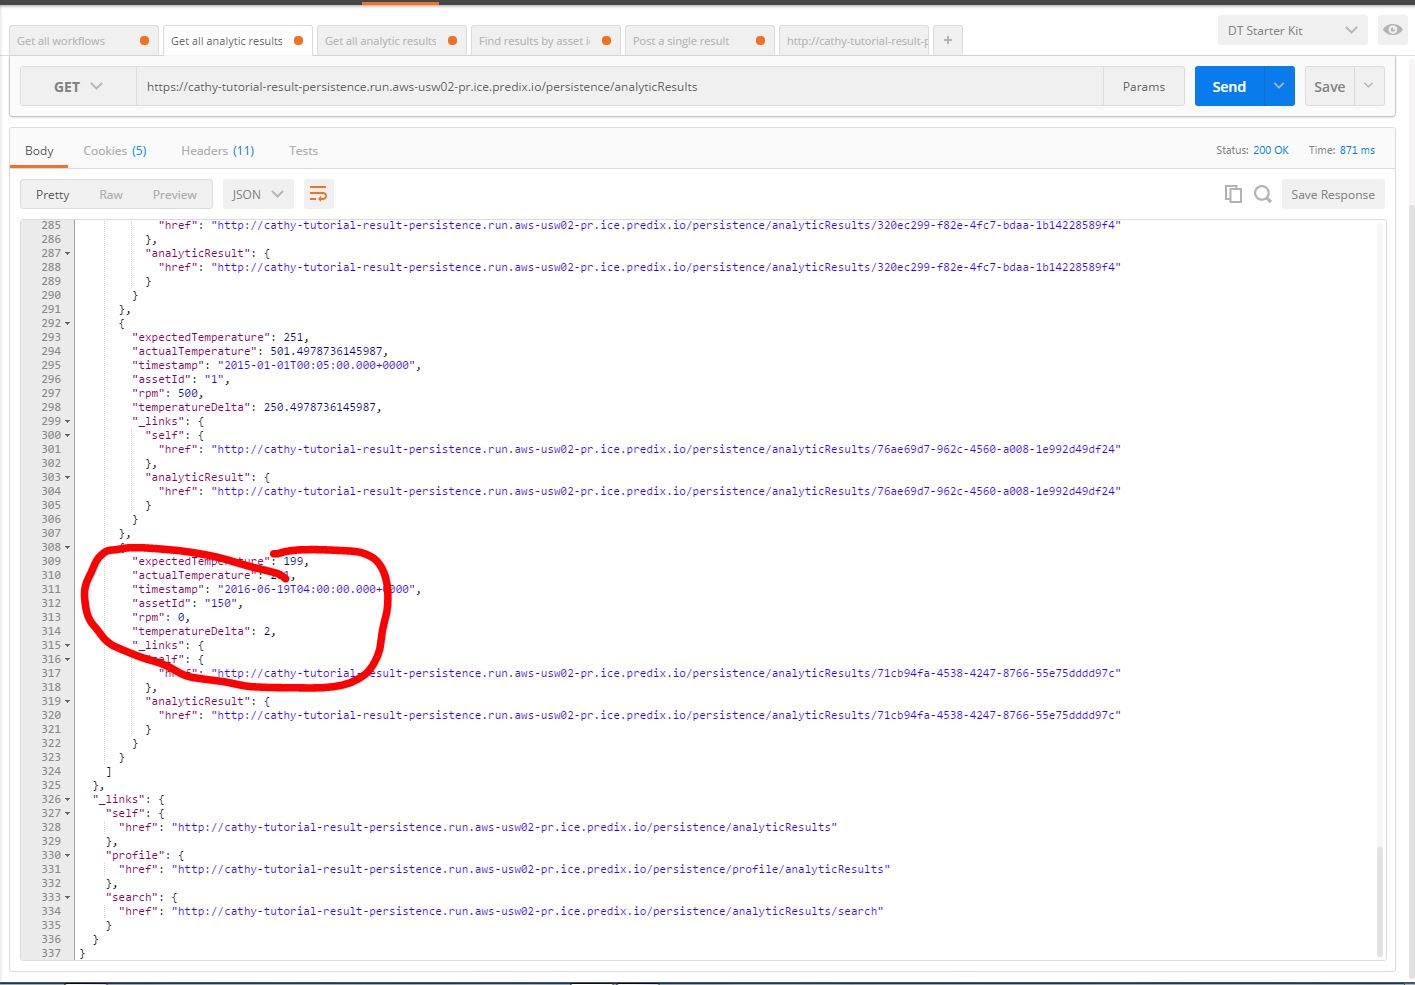 Get all workflows
Get all analytic results
Get all analytic results
Find results by asset i
Post a single result
http://cathy-tutorial-result-p
+
DT Starter Kit
GET
https://cathy-tutorial-result-persistence.run.aws-usw02-pr.ice.predix.io/persistence/analyticResults
Params
Send
Save
Body
Cookies (5)
Headers (11)
Tests
Status: 200 OK
Time: 871 ms
Pretty
Raw
Preview
JSON
Save Response
285 "href": "http://cathy-tutorial-result-persistence.run.aws-usw02-pr.ice.predix.io/persistence/analyticResults/320ec299-f82e-4fc7-bdaa-1b14228589f4"
286 },
287 "analyticResult": {
288 "href": "http://cathy-tutorial-result-persistence.run.aws-usw02-pr.ice.predix.io/persistence/analyticResults/320ec299-f82e-4fc7-bdaa-1b14228589f4"
289 }
290 }
291 },
292 {
293 "expectedTemperature": 251,
294 "actualTemperature": 501.4978736145987,
295 "timestamp": "2015-01-01T00:05:00.000+0000",
296 "assetId": "1",
297 "rpm": 500,
298 "temperatureDelta": 250.4978736145987,
299 "_links": {
300 "self": {
301 "href": "http://cathy-tutorial-result-persistence.run.aws-usw02-pr.ice.predix.io/persistence/analyticResults/76ae69d7-962c-4560-a008-1e992d49df24"
302 },
303 "analyticResult": {
304 "href": "http://cathy-tutorial-result-persistence.run.aws-usw02-pr.ice.predix.io/persistence/analyticResults/76ae69d7-962c-4560-a008-1e992d49df24"
305 }
306 }
307 },
308 {
309 "expectedTemperature": 199,
310 "actualTemperature":
311 "timestamp": "2016-06-19T04:00:00.000+0000",
312 "assetId": "150",
313 "rpm": 0,
314 "temperatureDelta": 2,
315 "_links": {
316 "self": {
317 "href": "http://cathy-tutorial-result-persistence.run.aws-usw02-pr.ice.predix.io/persistence/analyticResults/71cb94fa-4538-4247-8766-55e75dddd97c"
318 },
319 "analyticResult": {
320 "href": "http://cathy-tutorial-result-persistence.run.aws-usw02-pr.ice.predix.io/persistence/analyticResults/71cb94fa-4538-4247-8766-55e75dddd97c"
321 }
322 }
323 }
324 ]
325 },
326 "_links": {
327 "self": {
328 "href": "http://cathy-tutorial-result-persistence.run.aws-usw02-pr.ice.predix.io/persistence/analyticResults"
329 },
330 "profile": {
331 "href": "http://cathy-tutorial-result-persistence.run.aws-usw02-pr.ice.predix.io/persistence/profile/analyticResults"
332 },
333 "search": {
334 "href": "http://cathy-tutorial-result-persistence.run.aws-usw02-pr.ice.predix.io/persistence/analyticResults/search"
335 }
336 }
337 }